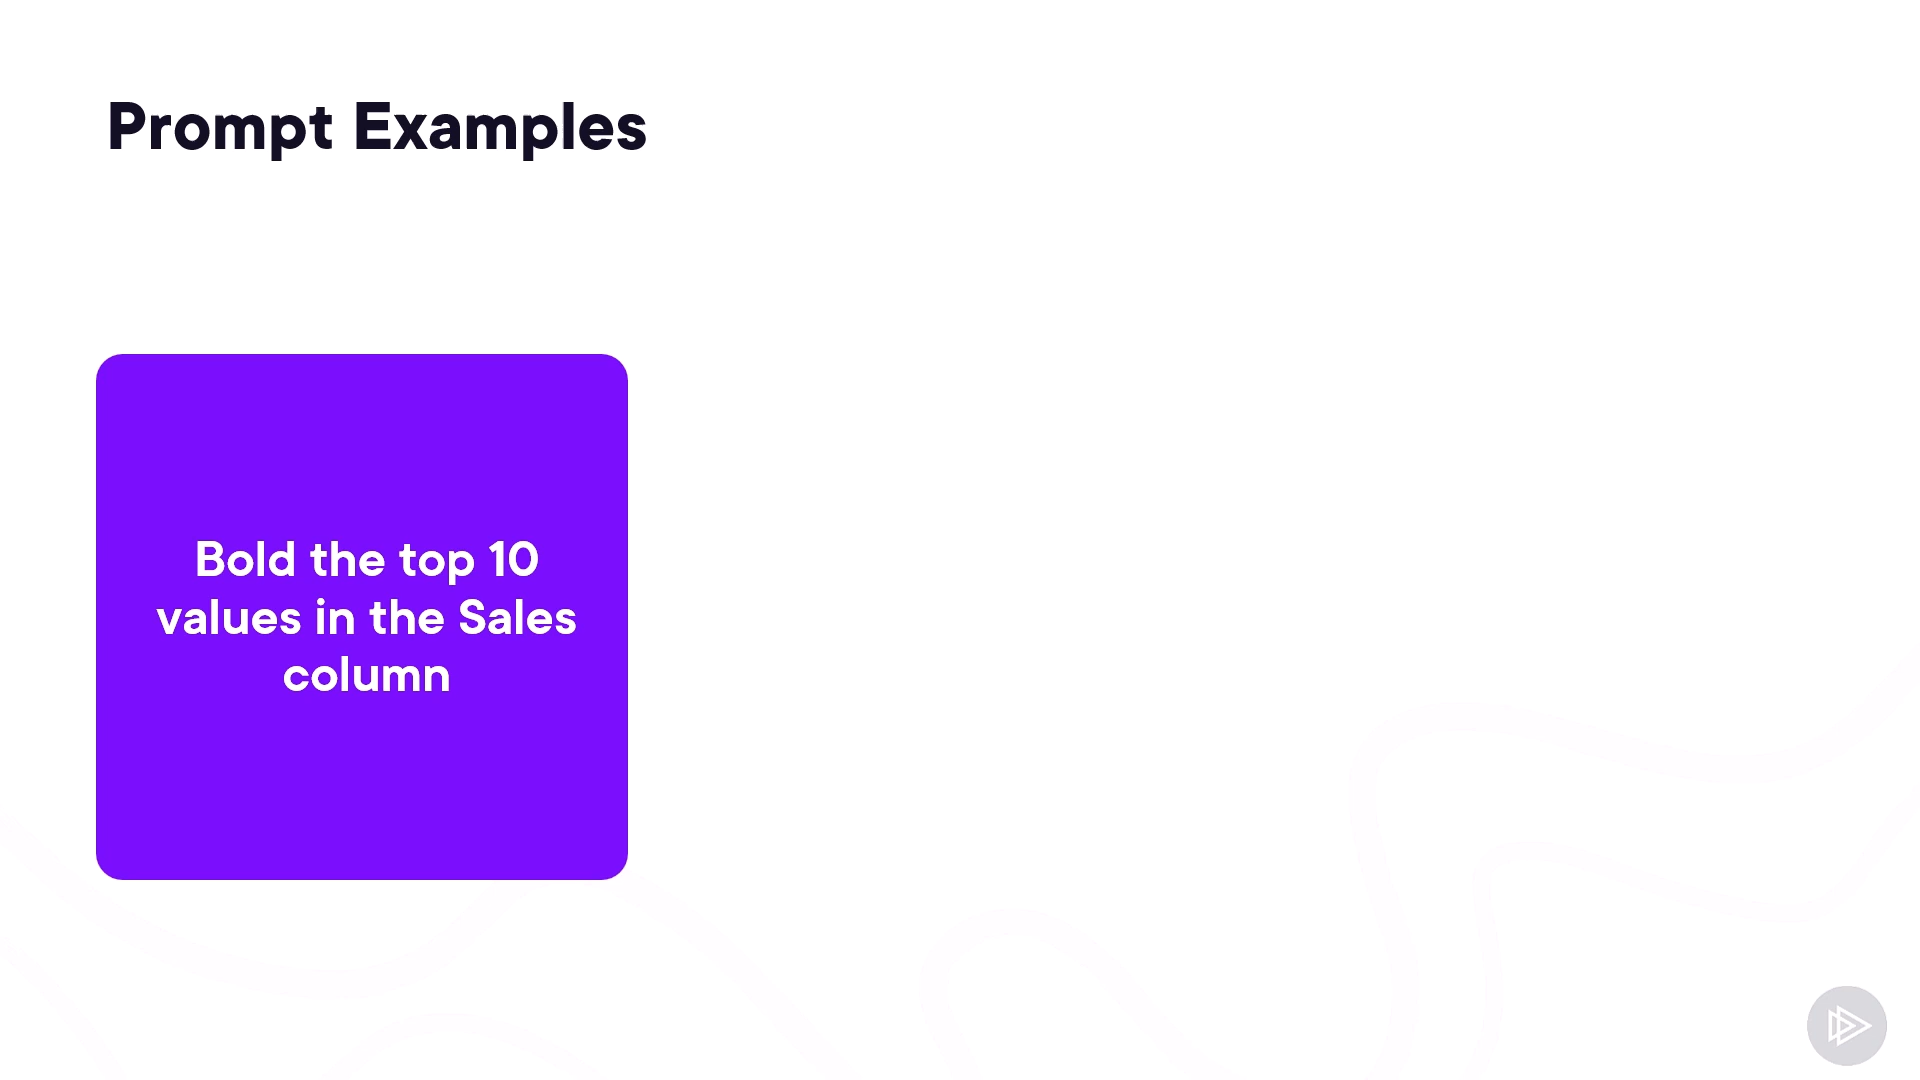 Prompt Examples
Bold the top 10
values in the Sales
column